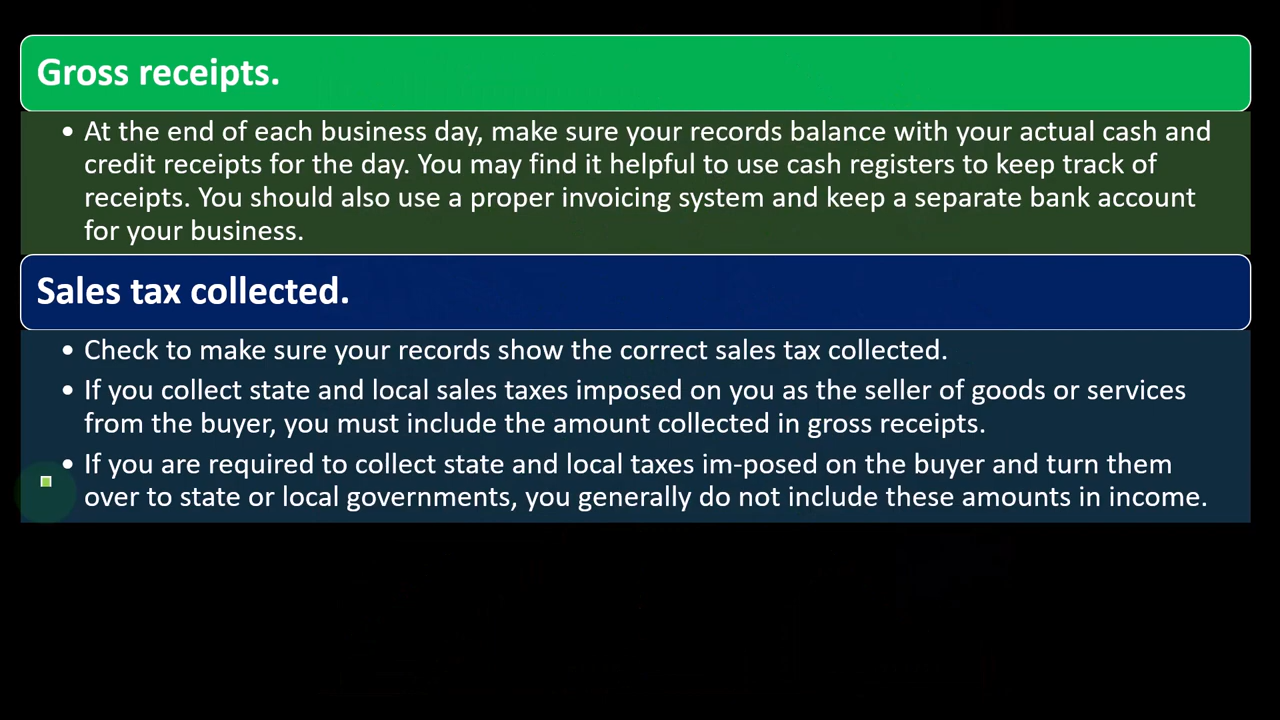 Gross receipts.
• At the end of each business day, make sure your records balance with your actual cash and
credit receipts for the day. You may find it helpful to use cash registers to keep track of
receipts. You should also use a proper invoicing system and keep a separate bank account
for your business.
Sales tax collected.
• Check to make sure your records show the correct sales tax collected.
• If you collect state and local sales taxes imposed on you as the seller of goods or services
from the buyer, you must include the amount collected in gross receipts.
• If you are required to collect state and local taxes im-posed on the buyer and turn them
over to state or local governments, you generally do not include these amounts in income.